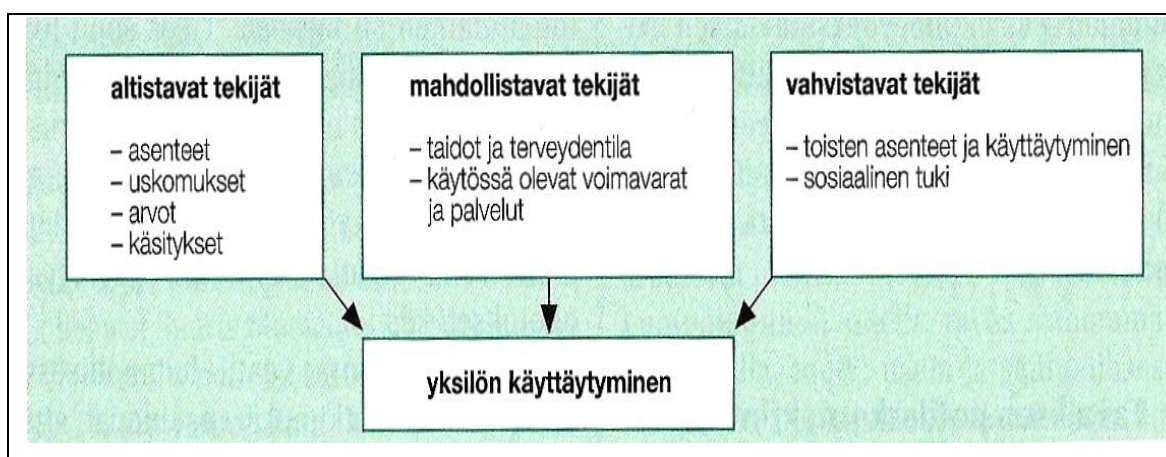 altistavat tekijät
– asenteet
– uskomukset
– arvot
– käsitykset
mahdollistavat tekijät
– taidot ja terveydentila
– käytössä olevat voimavarat
ja palvelut
vahvistavat tekijät
– toisten asenteet ja käyttäytyminen
– sosiaalinen tuki
yksilön käyttäytyminen